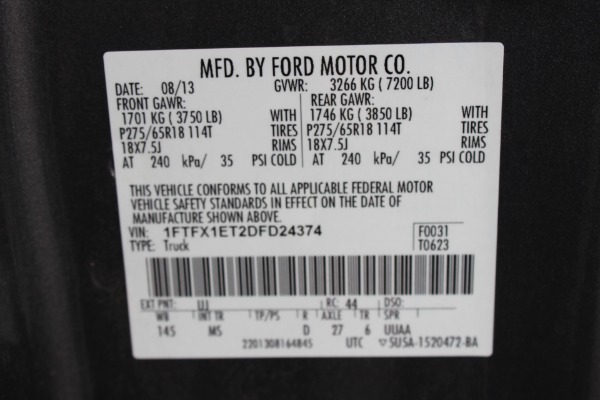 MFD. BY FORD MOTOR CO.
DATE: 08/13 GVWR: 3266 KG ( 7200 LB)
FRONT GAWR: REAR GAWR:
1701 KG ( 3750 LB) WITH 1746 KG ( 3850 LB) WITH
P275/65R18 114T TIRES P275/65R18 114T TIRES
18X7.5J RIMS 18X7.5J RIMS
AT 240 kPa/ 35 PSI COLD AT 240 kPa/ 35 PSI COLD
THIS VEHICLE CONFORMS TO ALL APPLICABLE FEDERAL MOTOR
VEHICLE SAFETY STANDARDS IN EFFECT ON THE DATE OF
MANUFACTURE SHOWN ABOVE.
VIN: 1FTFX1ET2DFD24374 F0031
TYPE: Truck T0623
EXT PNT: UJ RC: 44 DSO:
WB INT TR TP/PS R AXLE TR SPR
145 MS D 27 6 UUAA
2201308164845 UTC ▽ 5USA-1520472-BA